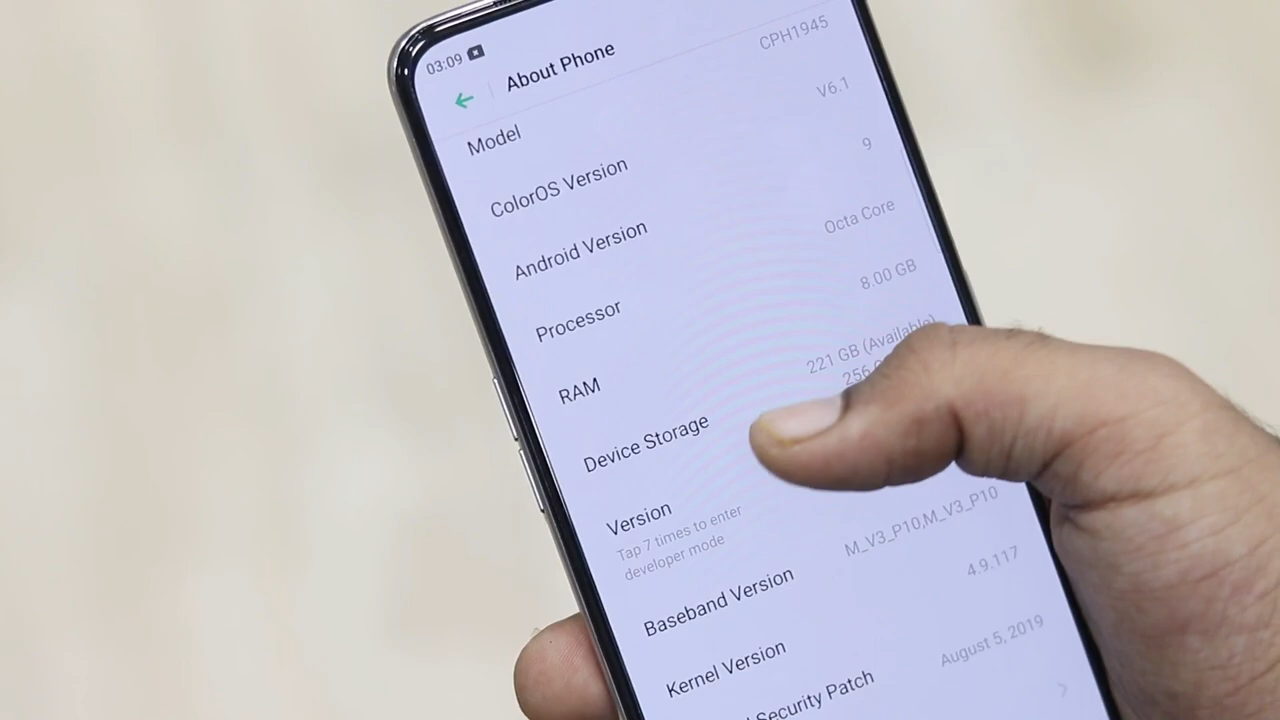 03:09
About Phone
Model CPH1945
ColorOS Version V6.1
Android Version 9
Processor Octa Core
RAM 8.00 GB
Device Storage 221 GB (Available)
256
Version
Tap 7 times to enter
developer mode
Baseband Version M_V3_P10,M_V3_P10
Kernel Version 4.9.117
Security Patch August 5, 2019